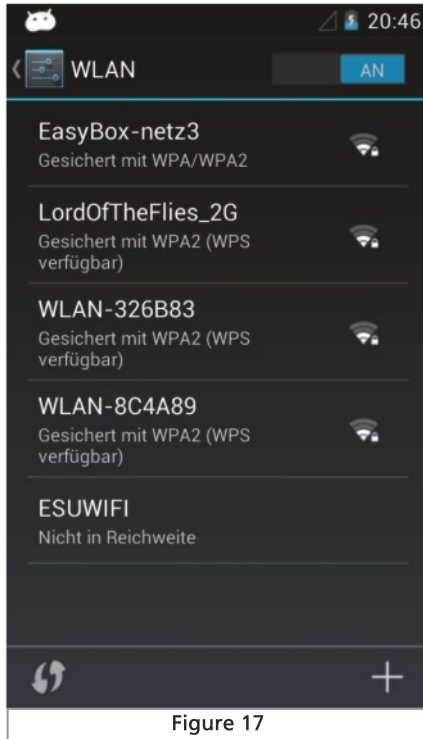 20:46
WLAN
AN
EasyBox-netz3
Gesichert mit WPA/WPA2
LordOfTheFlies_2G
Gesichert mit WPA2 (WPS
verfügbar)
WLAN-326B83
Gesichert mit WPA2 (WPS
verfügbar)
WLAN-8C4A89
Gesichert mit WPA2 (WPS
verfügbar)
ESUWIFI
Nicht in Reichweite
Figure 17